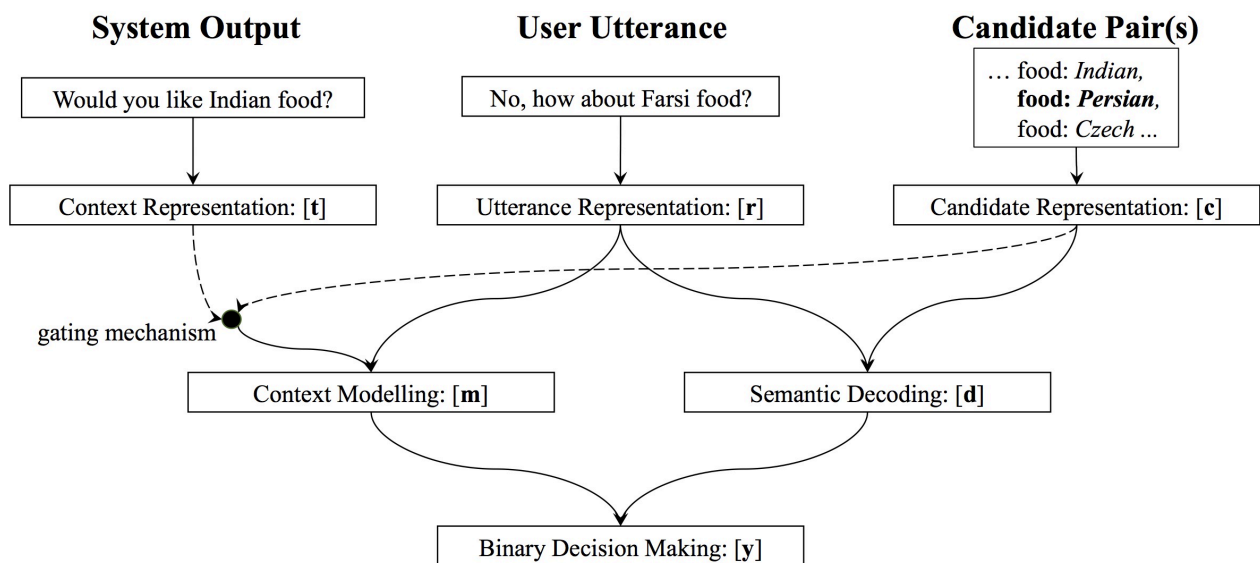 System Output
User Utterance
Candidate Pair(s)
Would you like Indian food?
No, how about Farsi food?
… food: Indian,
food: Persian,
food: Czech ...
Context Representation: [t]
Utterance Representation: [r]
Candidate Representation: [c]
gating mechanism
Context Modelling: [m]
Semantic Decoding: [d]
Binary Decision Making: [y]